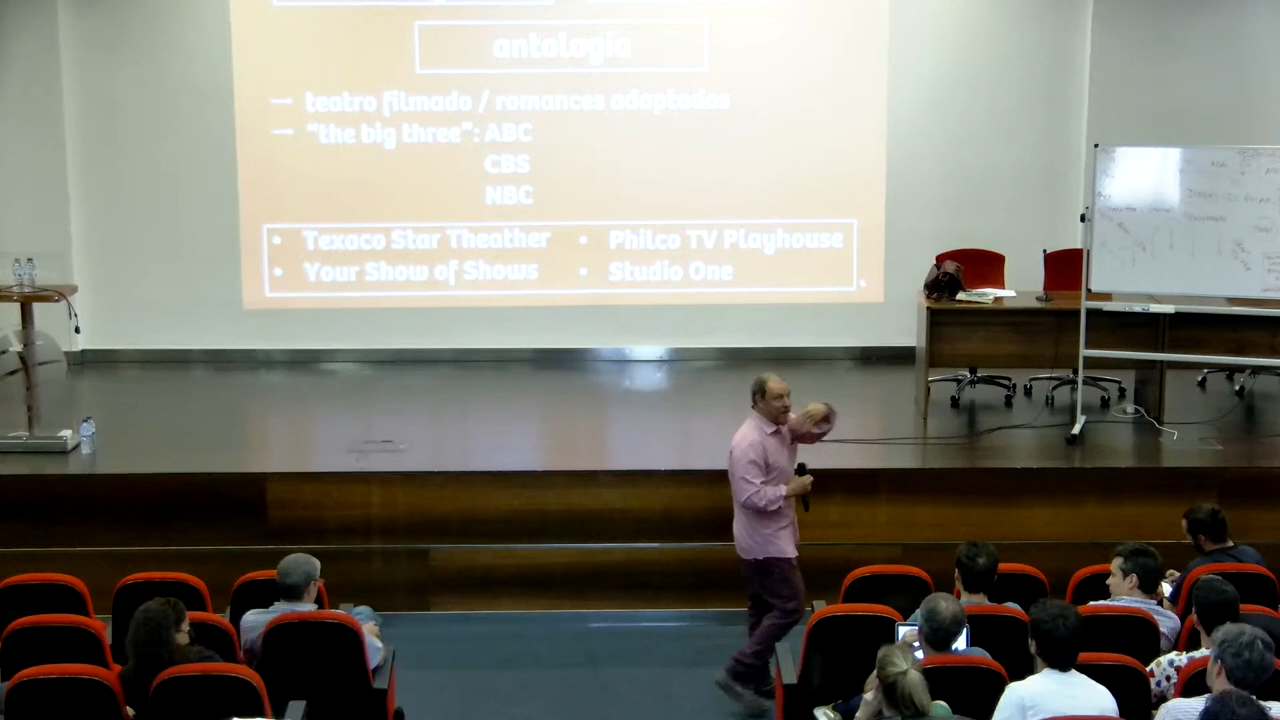 antologia
→ teatro filmado / romances adaptados
→ "the big three": ABC
CBS
NBC
• Texaco Star Theather
• Your Show of Shows
• Philco TV Playhouse
• Studio One